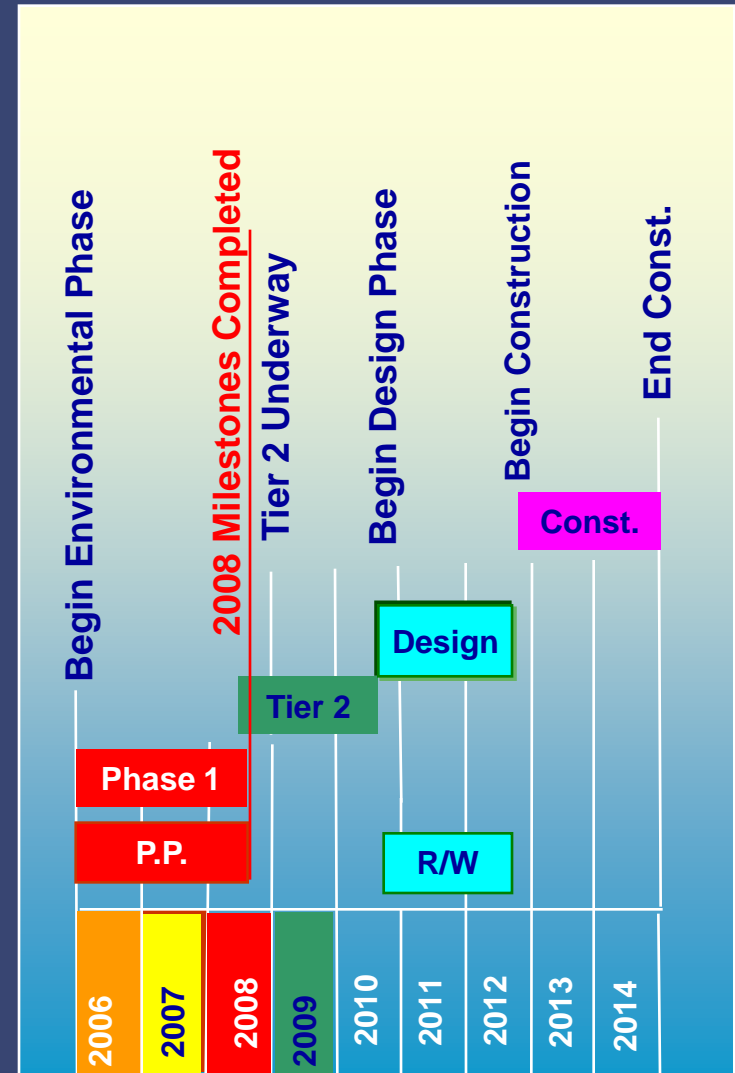 Begin Environmental Phase
2008 Milestones Completed
Tier 2 Underway
Begin Design Phase
Begin Construction
End Const.
Const.
Design
Tier 2
Phase 1
P.P.
R/W
2006
2007
2008
2009
2010
2011
2012
2013
2014